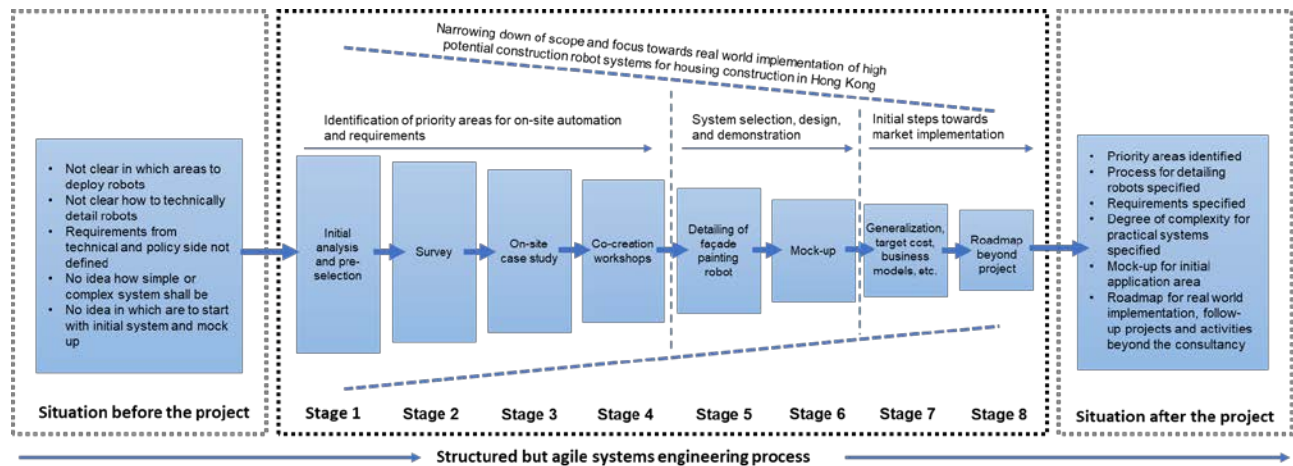 Narrowing down of scope and focus towards real world implementation of high
potential construction robot systems for housing construction in Hong Kong
Identification of priority areas for on-site automation
and requirements
System selection, design,
and demonstration
Initial steps towards
market implementation
• Not clear in which areas to
deploy robots
• Not clear how to technically
detail robots
• Requirements from
technical and policy side not
defined
• No idea how simple or
complex system shall be
• No idea in which are to start
with initial system and mock
up
Initial
analysis
and pre-
selection
Survey
On-site
case study
Co-creation
workshops
Detailing of
façade
painting
robot
Mock-up
Generalization,
target cost,
business
models, etc.
Roadmap
beyond
project
• Priority areas identified
• Process for detailing
robots specified
• Requirements specified
• Degree of complexity for
practical systems
specified
• Mock-up for initial
application area
• Roadmap for real world
implementation, follow-
up projects and activities
beyond the consultancy
Situation before the project
Stage 1
Stage 2
Stage 3
Stage 4
Stage 5
Stage 6
Stage 7
Stage 8
Situation after the project
Structured but agile systems engineering process